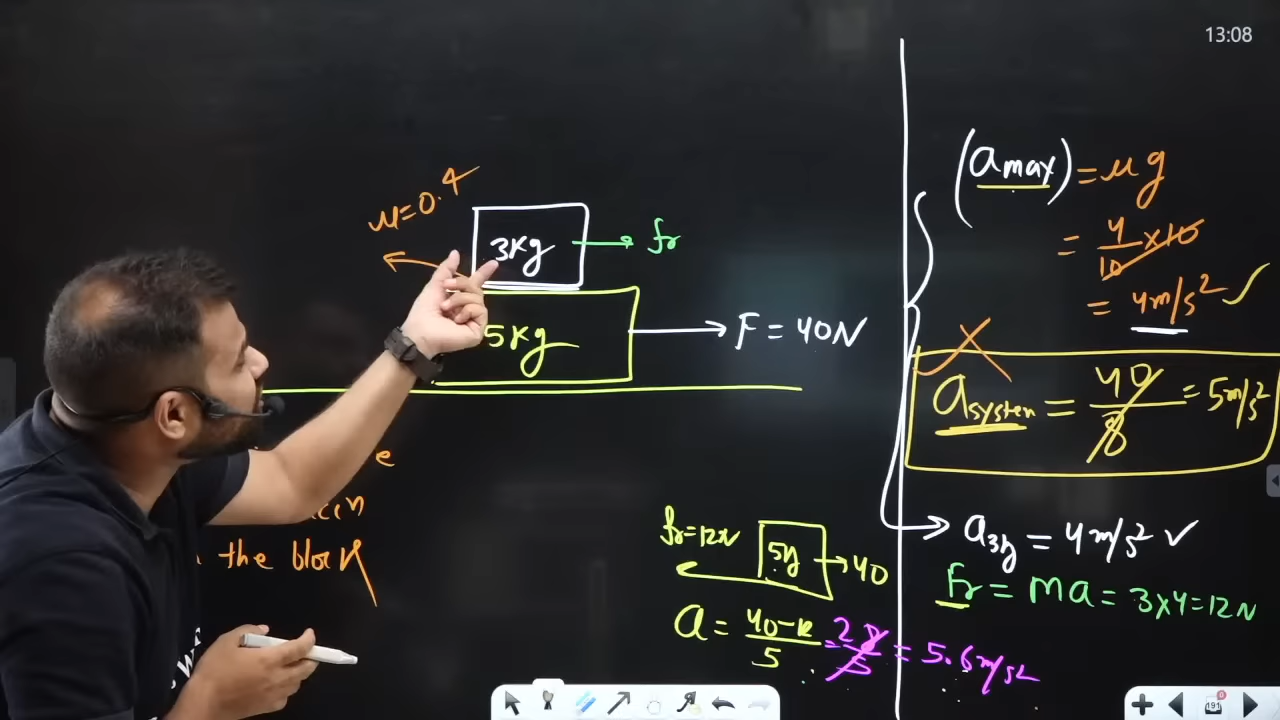 13:08
μ=0.4
3Kg
fr
5Kg
F = 40N
e
the block
(amax) = μg
= 4/10 × 10
= 4m/s² ✓
asystem = 40/8 = 5m/s²
a3kg = 4m/s² ✓
fr = ma = 3×4=12N
fr=12N
5kg
40
a = 40-12/5 = 28/5 = 5.6m/s²
191